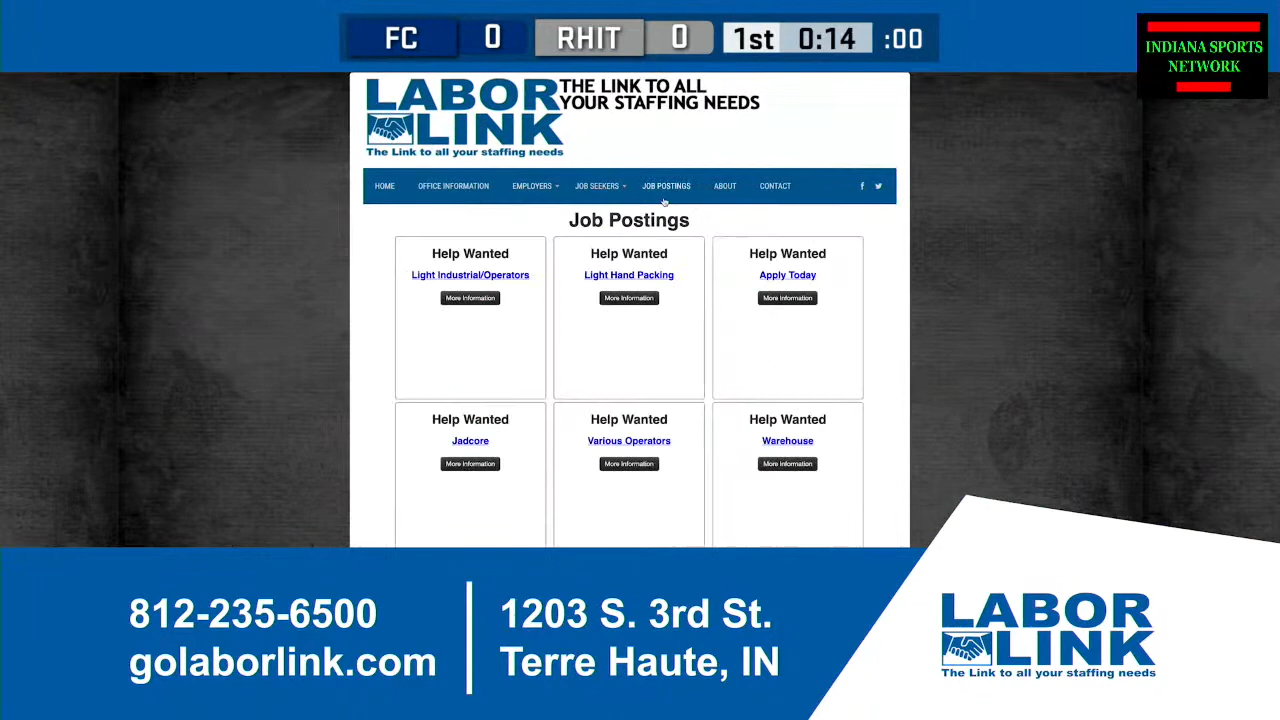 FC 0 RHIT 0 1st 0:14 :00
INDIANA SPORTS
NETWORK
LABOR
LINK
The Link to all your staffing needs
THE LINK TO ALL
YOUR STAFFING NEEDS
HOME OFFICE INFORMATION EMPLOYERS JOB SEEKERS JOB POSTINGS ABOUT CONTACT
Job Postings
Help Wanted Help Wanted Help Wanted
Light Industrial/Operators Light Hand Packing Apply Today
More Information More Information More Information
Help Wanted Help Wanted Help Wanted
Jadcore Various Operators Warehouse
More Information More Information More Information
812-235-6500
golaborlink.com
1203 S. 3rd St.
Terre Haute, IN
LABOR
LINK
The Link to all your staffing needs